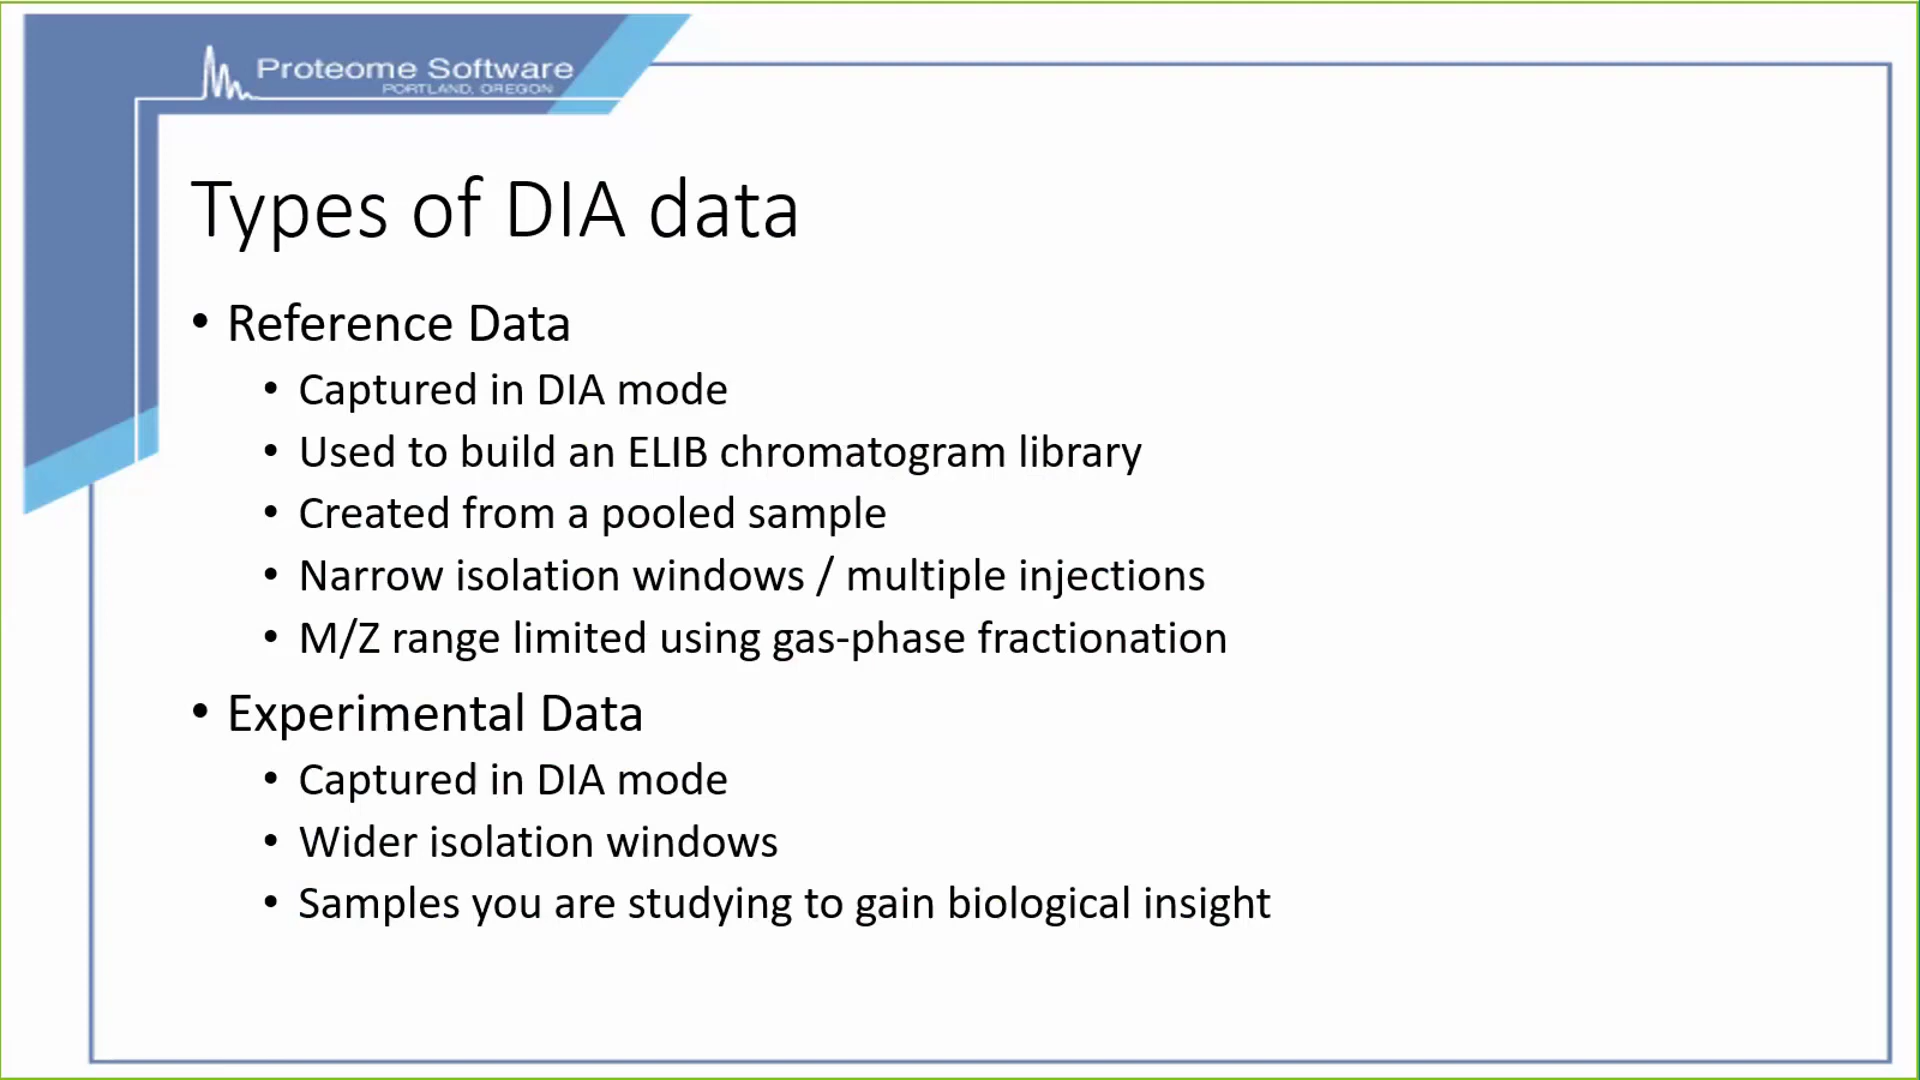 Proteome Software
PORTLAND, OREGON
Types of DIA data
• Reference Data
• Captured in DIA mode
• Used to build an ELIB chromatogram library
• Created from a pooled sample
• Narrow isolation windows / multiple injections
• M/Z range limited using gas-phase fractionation
• Experimental Data
• Captured in DIA mode
• Wider isolation windows
• Samples you are studying to gain biological insight